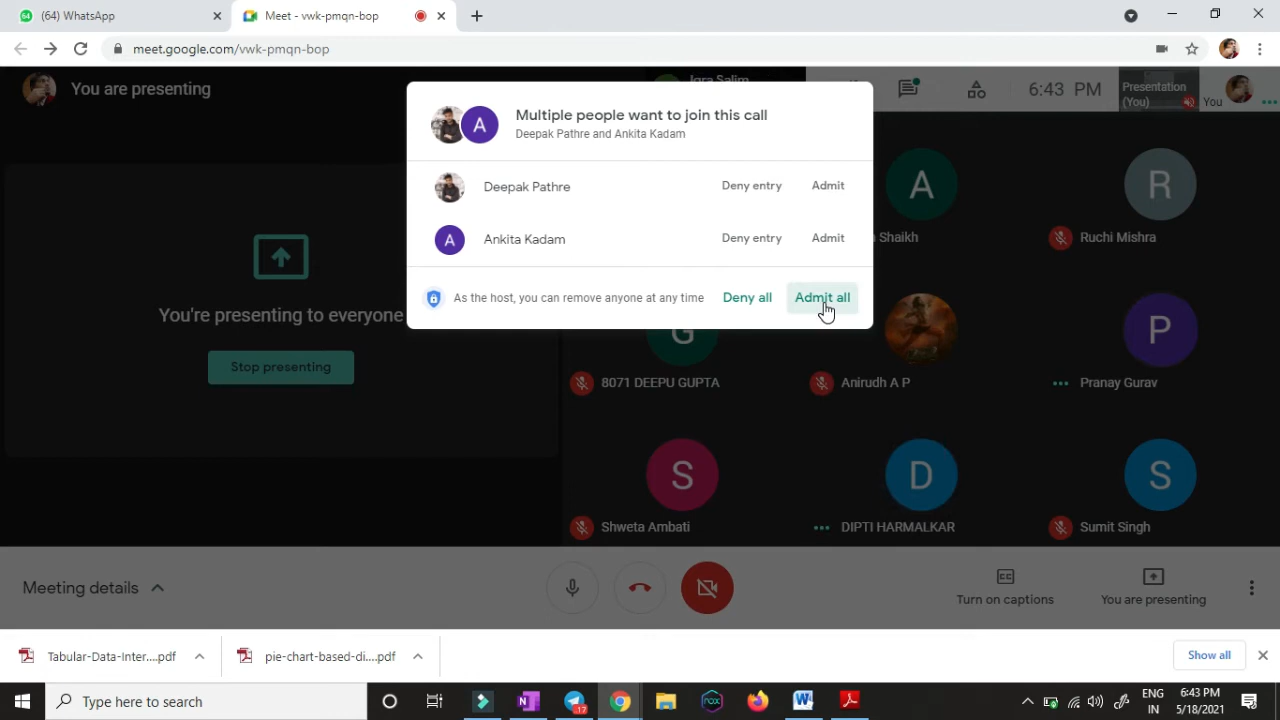 (64) WhatsApp
Meet - vwk-pmqn-bop
meet.google.com/vwk-pmqn-bop
You are presenting
Iqra Salim
6:43 PM
Presentation
(You)
You
Multiple people want to join this call
Deepak Pathre and Ankita Kadam
A
Deepak Pathre
Deny entry
Admit
A
Ankita Kadam
Deny entry
Admit
As the host, you can remove anyone at any time
Deny all
Admit all
A
Shaikh
R
Ruchi Mishra
You're presenting to everyone
Stop presenting
G
8071 DEEPU GUPTA
Anirudh A P
P
Pranay Gurav
S
Shweta Ambati
D
DIPTI HARMALKAR
S
Sumit Singh
Meeting details
CC
Turn on captions
You are presenting
Tabular-Data-Inter....pdf
pie-chart-based-di....pdf
Show all
Type here to search
17
nox
ENG
IN
6:43 PM
5/18/2021